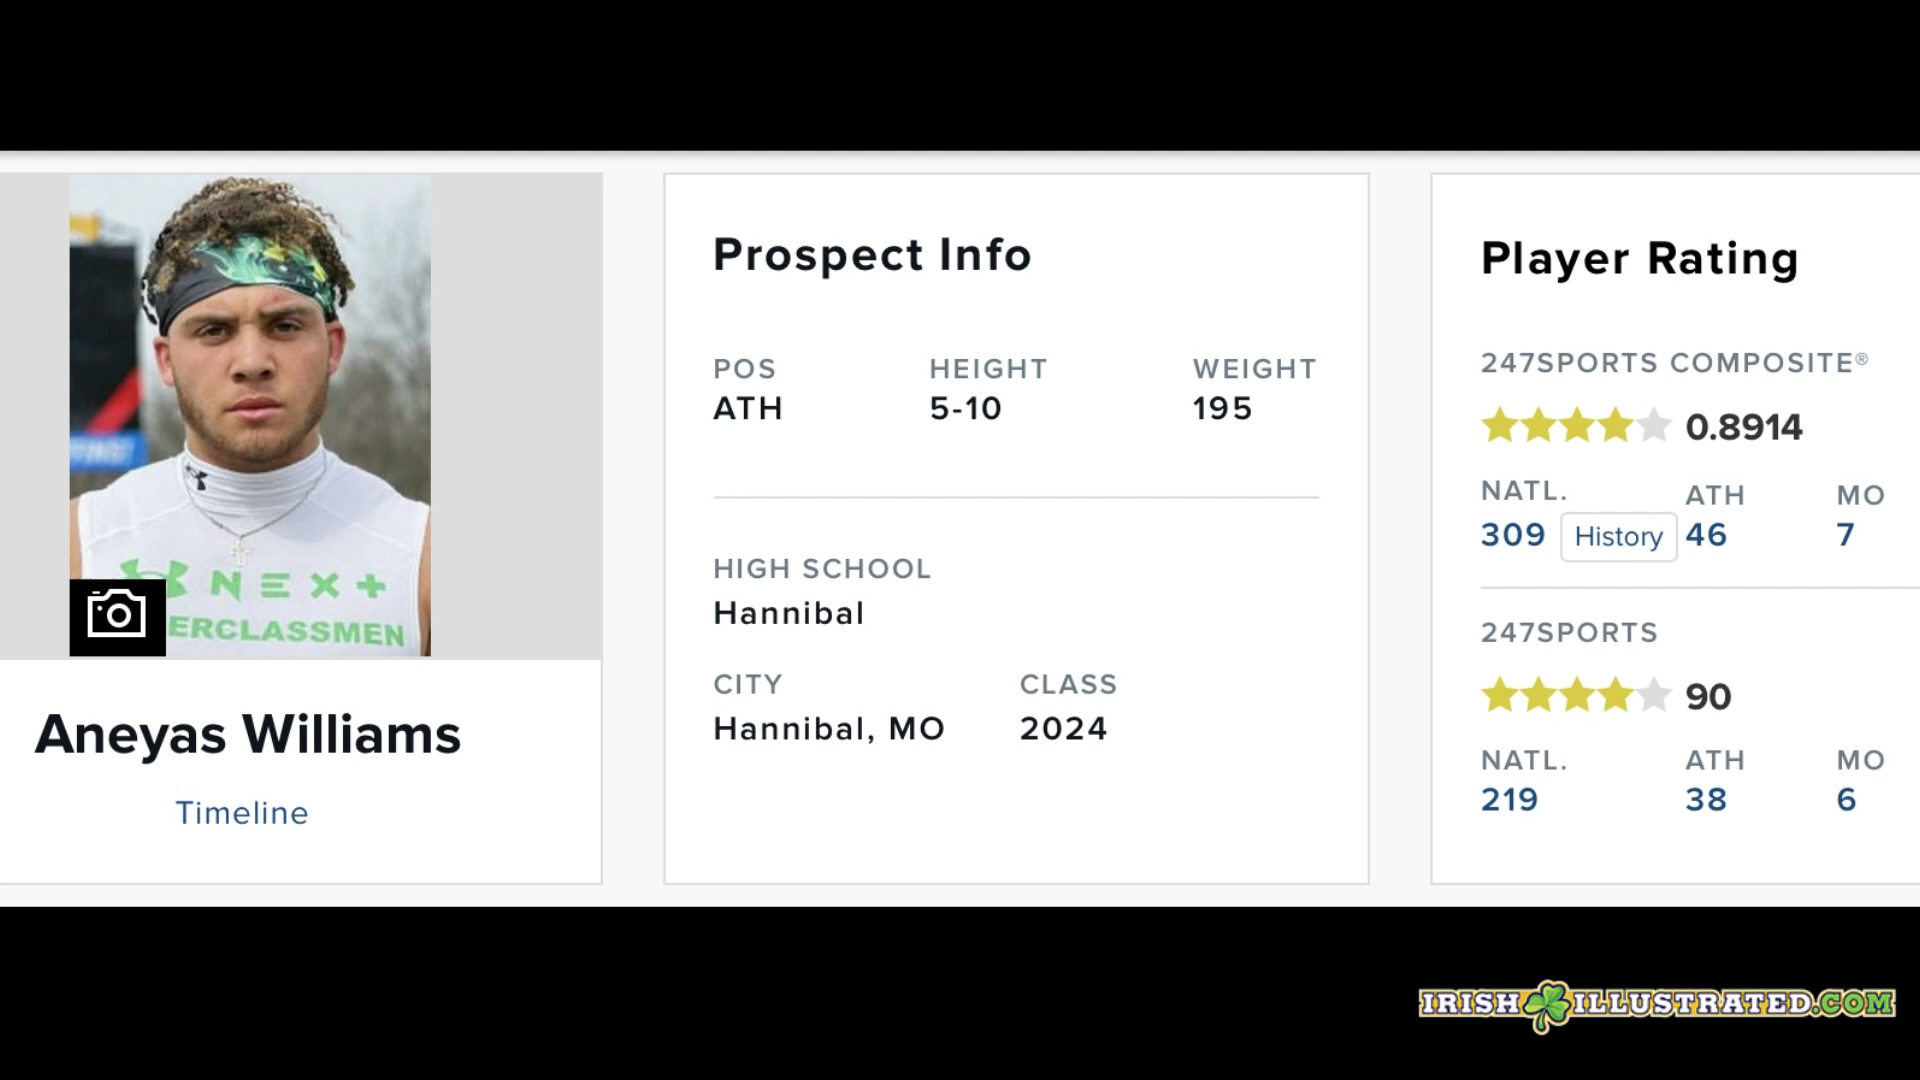 NEX+
ERCLASSMEN
Aneyas Williams
Timeline
Prospect Info
POS HEIGHT WEIGHT
ATH 5-10 195
HIGH SCHOOL
Hannibal
CITY CLASS
Hannibal, MO 2024
Player Rating
247SPORTS COMPOSITE®
0.8914
NATL. ATH MO
309 History 46 7
247SPORTS
90
NATL. ATH MO
219 38 6
IRISH ILLUSTRATED.COM